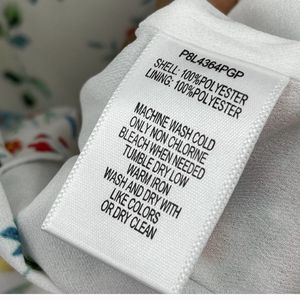 P8L4364PGP
SHELL: 100%POLYESTER
LINING: 100%POLYESTER
MACHINE WASH COLD
ONLY NON CHLORINE
BLEACH WHEN NEEDED
TUMBLE DRY LOW
WARM IRON
WASH AND DRY WITH
LIKE COLORS
OR DRY CLEAN